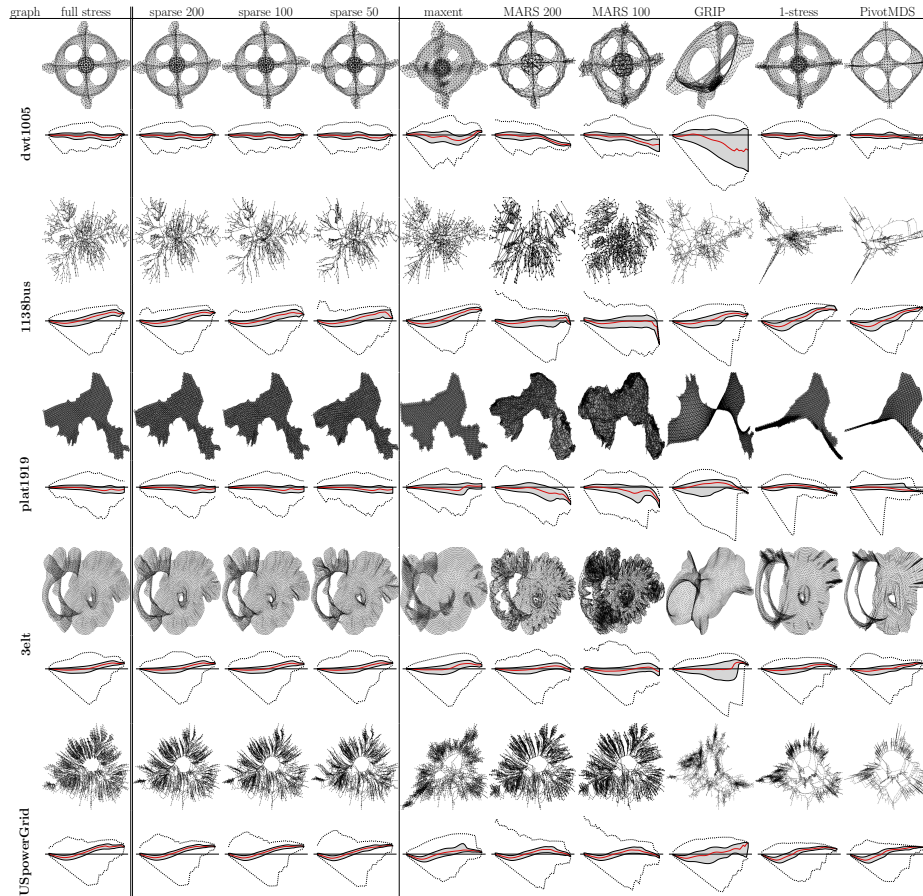 graph full stress sparse 200 sparse 100 sparse 50 maxent MARS 200 MARS 100 GRIP 1-stress PivotMDS
dwt1005
1138bus
plat1919
3elt
USpowerGrid